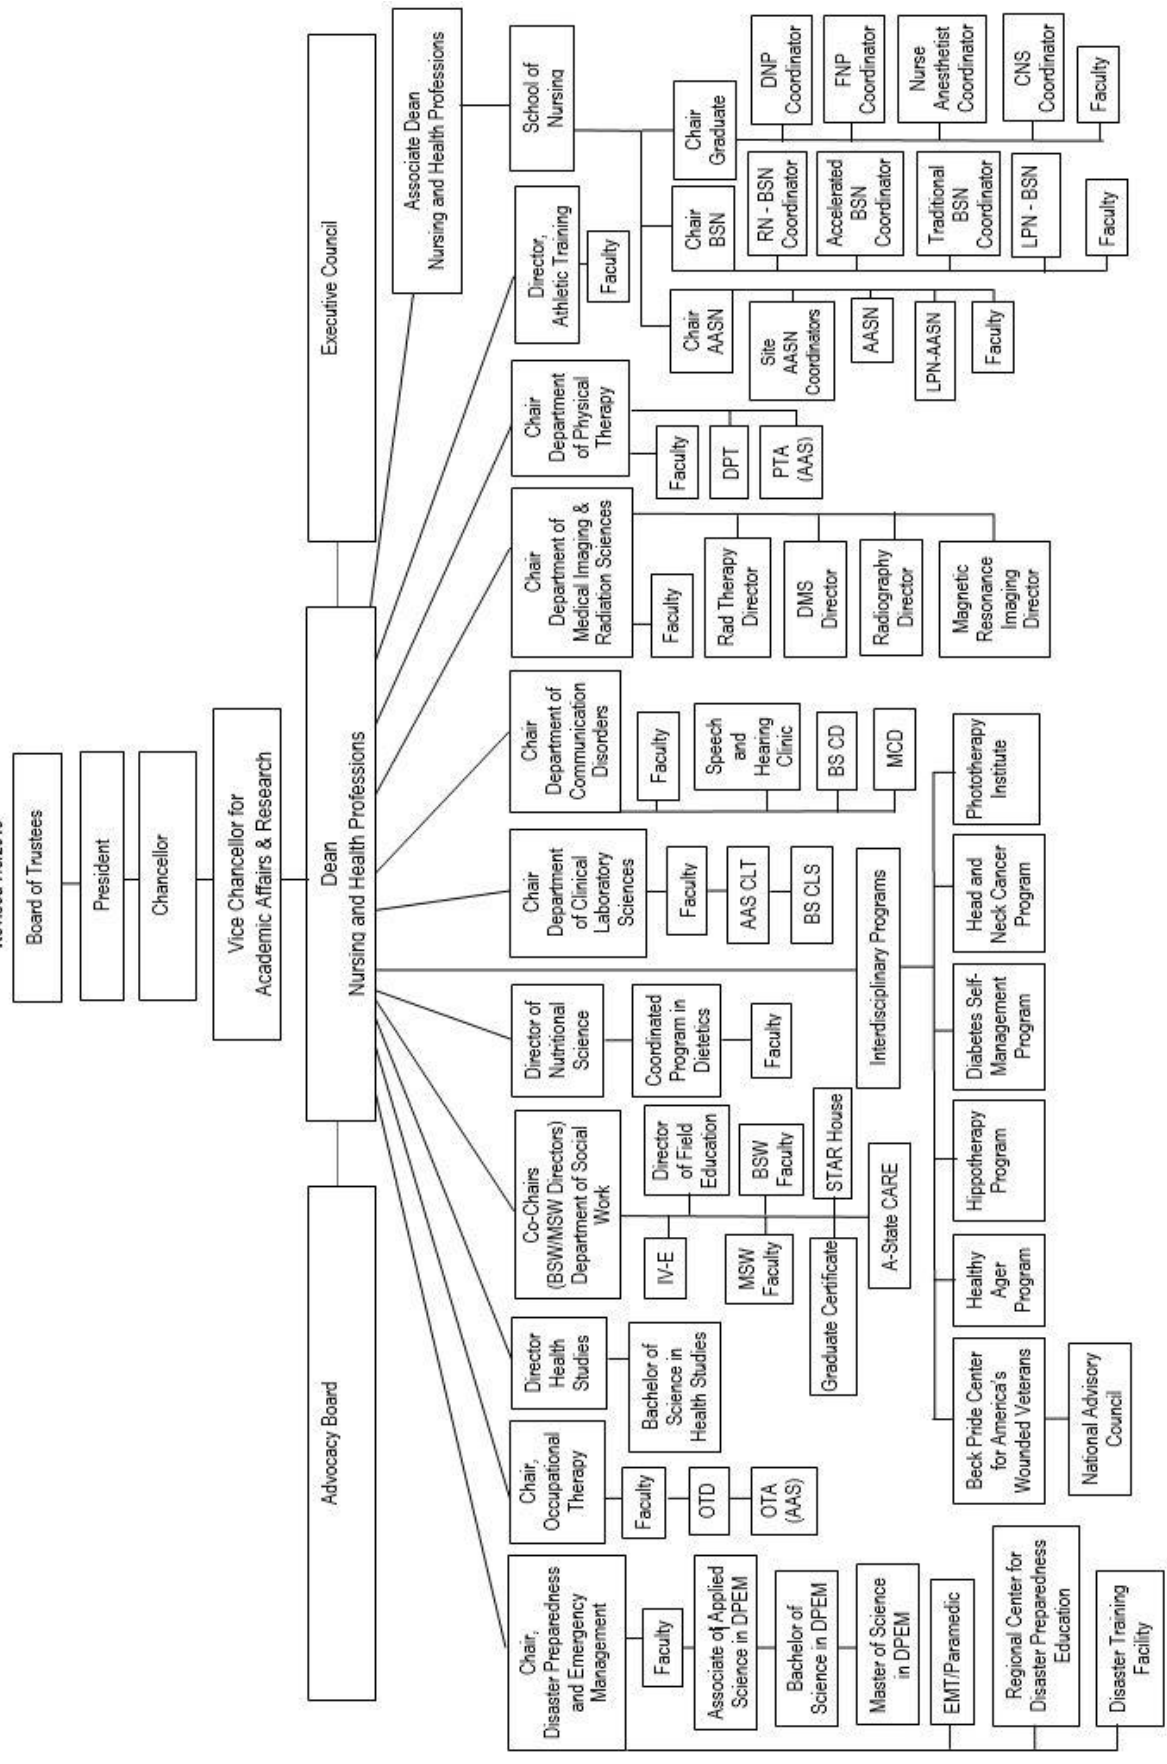 Board of Trustees
President
Chancellor
Vice Chancellor for
Academic Affairs & Research
Advocacy Board
Dean
Nursing and Health Professions
Executive Council
Associate Dean
Nursing and Health Professions
Chair,
Disaster Preparedness
and Emergency
Management
Faculty
Associate of Applied
Science in DPEM
Bachelor of
Science in DPEM
Master of Science
in DPEM
EMT/Paramedic
Regional Center for
Disaster Preparedness
Education
Disaster Training
Facility
Chair,
Occupational
Therapy
Faculty
OTD
OTA
(AAS)
Director
Health
Studies
Bachelor of
Science in
Health Studies
Co-Chairs
(BSW/MSW Directors)
Department of Social
Work
Director
of Field
Education
IV-E
BSW
Faculty
MSW
Faculty
STAR House
Graduate Certificate
A-State CARE
Director of
Nutritional
Science
Coordinated
Program in
Dietetics
Faculty
Chair
Department
of Clinical
Laboratory
Sciences
Faculty
AAS CLT
BS CLS
Chair
Department of
Communication
Disorders
Faculty
Speech
and
Hearing
Clinic
BS CD
MCD
Chair
Department of
Medical Imaging &
Radiation Sciences
Faculty
Rad Therapy
Director
DMS
Director
Radiography
Director
Magnetic
Resonance
Imaging
Director
Chair
Department
of Physical
Therapy
Faculty
DPT
PTA
(AAS)
Director,
Athletic Training
Faculty
School of
Nursing
Chair
AASN
Site
AASN
Coordinators
AASN
LPN-AASN
Faculty
Chair
BSN
RN - BSN
Coordinator
Accelerated
BSN
Coordinator
Traditional
BSN
Coordinator
LPN - BSN
Faculty
Chair
Graduate
DNP
Coordinator
FNP
Coordinator
Nurse
Anesthetist
Coordinator
CNS
Coordinator
Faculty
Interdisciplinary Programs
Beck Pride Center
for America's
Wounded Veterans
National Advisory
Council
Healthy
Ager
Program
Hippotherapy
Program
Diabetes Self-
Management
Program
Head and
Neck Cancer
Program
Phototherapy
Institute